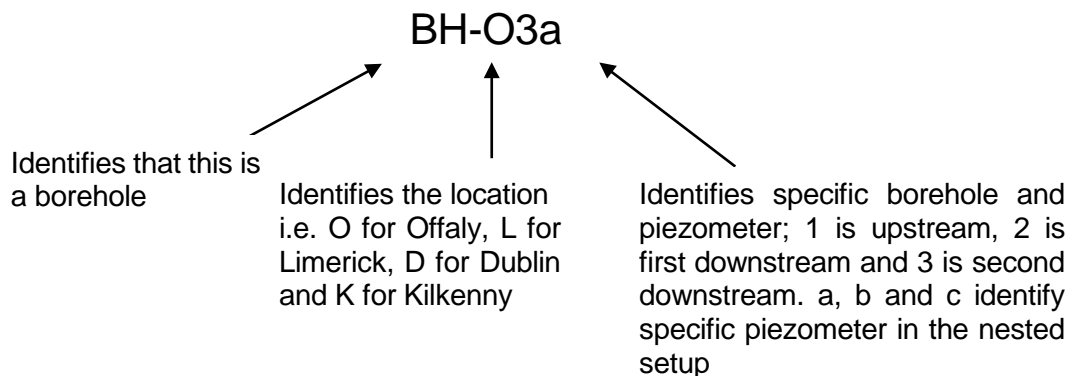 BH-O3a
Identifies that this is
a borehole
Identifies the location
i.e. O for Offaly, L for
Limerick, D for Dublin
and K for Kilkenny
Identifies specific borehole and
piezometer; 1 is upstream, 2 is
first downstream and 3 is second
downstream. a, b and c identify
specific piezometer in the nested
setup